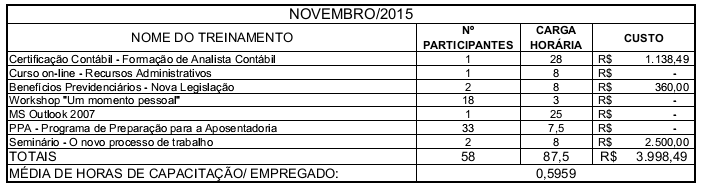 NOVEMBRO/2015
NOME DO TREINAMENTO Nº PARTICIPANTES CARGA HORÁRIA CUSTO
Certificação Contábil - Formação de Analista Contábil 1 28 R$ 1.138,49
Curso on-line - Recursos Administrativos 1 8 R$ -
Benefícios Previdenciários - Nova Legislação 2 8 R$ 360,00
Workshop "Um momento pessoal" 18 3 R$ -
MS Outlook 2007 1 25 R$ -
PPA - Programa de Preparação para a Aposentadoria 33 7,5 R$ -
Seminário - O novo processo de trabalho 2 8 R$ 2.500,00
TOTAIS 58 87,5 R$ 3.998,49
MÉDIA DE HORAS DE CAPACITAÇÃO/ EMPREGADO: 0,5959